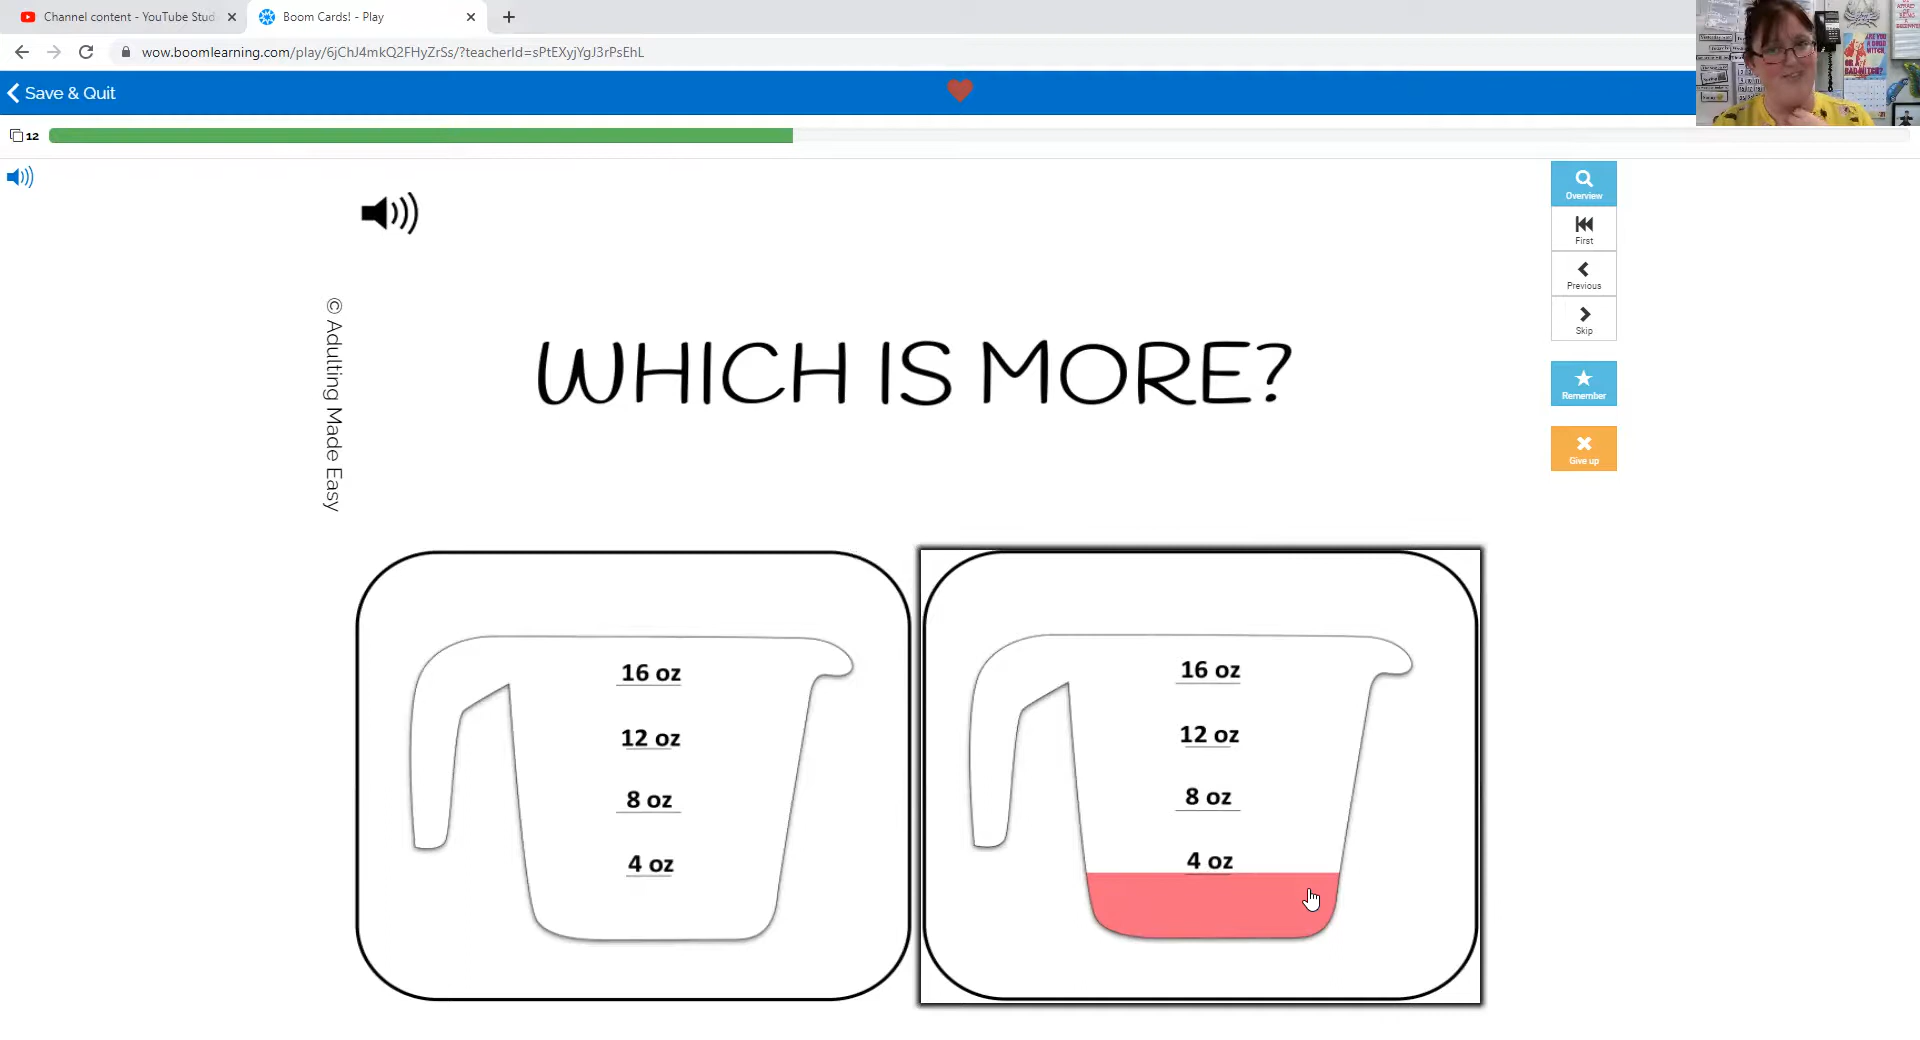 Channel content - YouTube Stud
Boom Cards! - Play
wow.boomlearning.com/play/6jChJ4mkQ2FHyZrSs/?teacherId=sPtEXyjYgJ3rPsEhL
Save & Quit
12
Overview
First
Previous
Skip
Remember
Give up
© Adulting Made Easy
WHICH IS MORE?
16 oz
12 oz
8 oz
4 oz
16 oz
12 oz
8 oz
4 oz